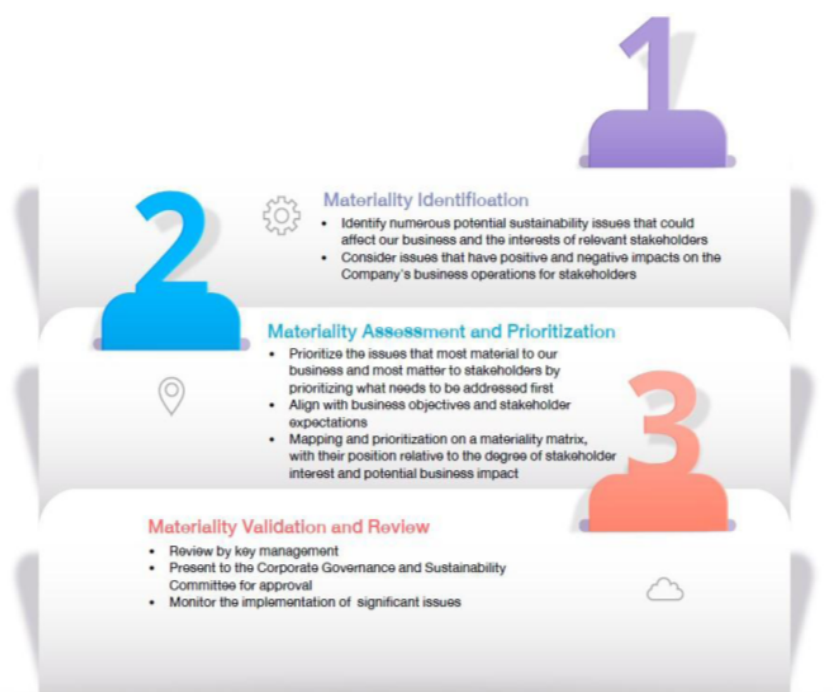 1
Materiality Identification
• Identify numerous potential sustainability issues that could
affect our business and the interests of relevant stakeholders
• Consider issues that have positive and negative impacts on the
Company's business operations for stakeholders
2
Materiality Assessment and Prioritization
• Prioritize the issues that most material to our
business and most matter to stakeholders by
prioritizing what needs to be addressed first
• Align with business objectives and stakeholder
expectations
• Mapping and prioritization on a materiality matrix,
with their position relative to the degree of stakeholder
interest and potential business impact
3
Materiality Validation and Review
• Review by key management
• Present to the Corporate Governance and Sustainability
Committee for approval
• Monitor the implementation of significant issues